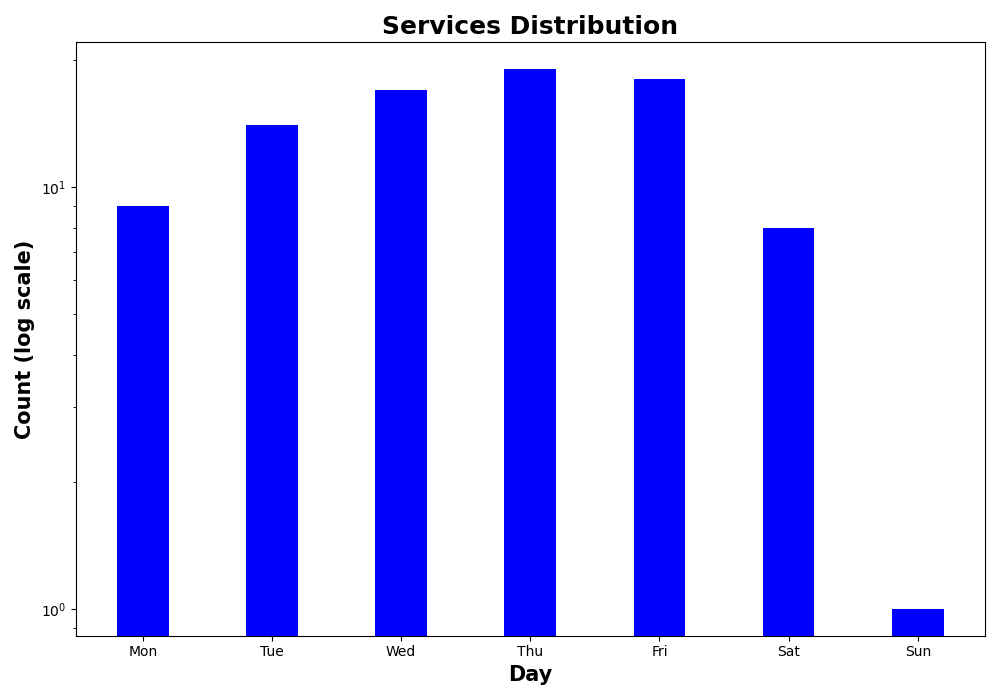 Services Distribution
Count (log scale)
10¹
10⁰
Mon Tue Wed Thu Fri Sat Sun
Day